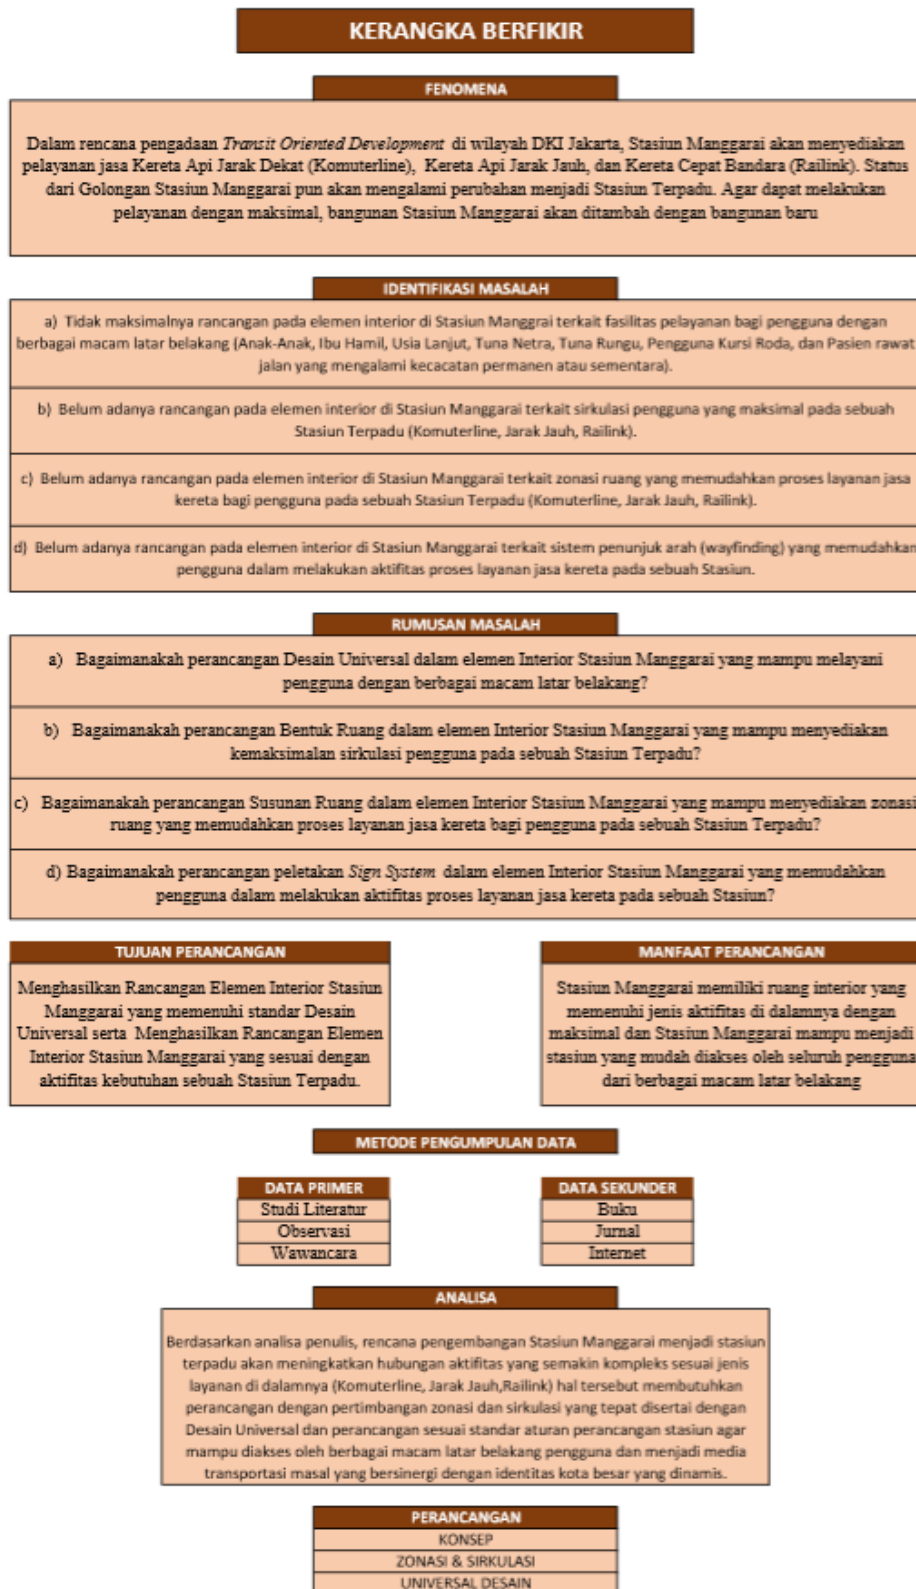 KERANGKA BERFIKIR
FENOMENA
Dalam rencana pengadaan Transit Oriented Development di wilayah DKI Jakarta, Stasiun Manggarai akan menyediakan
pelayanan jasa Kereta Api Jarak Dekat (Komuterline), Kereta Api Jarak Jauh, dan Kereta Cepat Bandara (Railink). Status
dari Golongan Stasiun Manggarai pun akan mengalami perubahan menjadi Stasiun Terpadu. Agar dapat melakukan
pelayanan dengan maksimal, bangunan Stasiun Manggarai akan ditambah dengan bangunan baru
IDENTIFIKASI MASALAH
a) Tidak maksimalnya rancangan pada elemen interior di Stasiun Manggrai terkait fasilitas pelayanan bagi pengguna dengan
berbagai macam latar belakang (Anak-Anak, Ibu Hamil, Usia Lanjut, Tuna Netra, Tuna Rungu, Pengguna Kursi Roda, dan Pasien rawat
jalan yang mengalami kecacatan permanen atau sementara).
b) Belum adanya rancangan pada elemen interior di Stasiun Manggarai terkait sirkulasi pengguna yang maksimal pada sebuah
Stasiun Terpadu (Komuterline, Jarak Jauh, Railink).
c) Belum adanya rancangan pada elemen interior di Stasiun Manggarai terkait zonasi ruang yang memudahkan proses layanan jasa
kereta bagi pengguna pada sebuah Stasiun Terpadu (Komuterline, Jarak Jauh, Railink).
d) Belum adanya rancangan pada elemen interior di Stasiun Manggarai terkait sistem penunjuk arah (wayfinding) yang memudahkan
pengguna dalam melakukan aktifitas proses layanan jasa kereta pada sebuah Stasiun.
RUMUSAN MASALAH
a) Bagaimanakah perancangan Desain Universal dalam elemen Interior Stasiun Manggarai yang mampu melayani
pengguna dengan berbagai macam latar belakang?
b) Bagaimanakah perancangan Bentuk Ruang dalam elemen Interior Stasiun Manggarai yang mampu menyediakan
kemaksimalan sirkulasi pengguna pada sebuah Stasiun Terpadu?
c) Bagaimanakah perancangan Susunan Ruang dalam elemen Interior Stasiun Manggarai yang mampu menyediakan zonasi
ruang yang memudahkan proses layanan jasa kereta bagi pengguna pada sebuah Stasiun Terpadu?
d) Bagaimanakah perancangan peletakan Sign System dalam elemen Interior Stasiun Manggarai yang memudahkan
pengguna dalam melakukan aktifitas proses layanan jasa kereta pada sebuah Stasiun?
TUJUAN PERANCANGAN
Menghasilkan Rancangan Elemen Interior Stasiun
Manggarai yang memenuhi standar Desain
Universal serta Menghasilkan Rancangan Elemen
Interior Stasiun Manggarai yang sesuai dengan
aktifitas kebutuhan sebuah Stasiun Terpadu.
MANFAAT PERANCANGAN
Stasiun Manggarai memiliki ruang interior yang
memenuhi jenis aktifitas di dalamnya dengan
maksimal dan Stasiun Manggarai mampu menjadi
stasiun yang mudah diakses oleh seluruh pengguna
dari berbagai macam latar belakang
METODE PENGUMPULAN DATA
DATA PRIMER
Studi Literatur
Observasi
Wawancara
DATA SEKUNDER
Buku
Jurnal
Internet
ANALISA
Berdasarkan analisa penulis, rencana pengembangan Stasiun Manggarai menjadi stasiun
terpadu akan meningkatkan hubungan aktifitas yang semakin kompleks sesuai jenis
layanan di dalamnya (Komuterline, Jarak Jauh,Railink) hal tersebut membutuhkan
perancangan dengan pertimbangan zonasi dan sirkulasi yang tepat disertai dengan
Desain Universal dan perancangan sesuai standar aturan perancangan stasiun agar
mampu diakses oleh berbagai macam latar belakang pengguna dan menjadi media
transportasi masal yang bersinergi dengan identitas kota besar yang dinamis.
PERANCANGAN
KONSEP
ZONASI & SIRKULASI
UNIVERSAL DESAIN